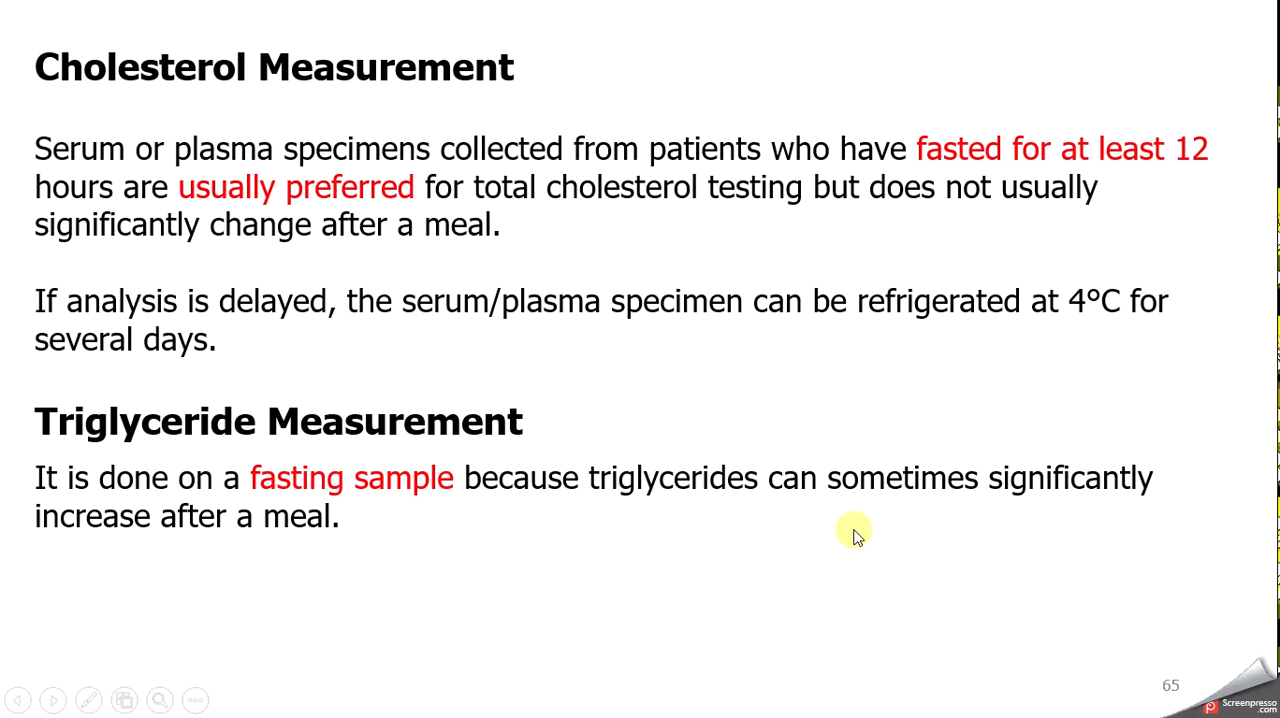 Cholesterol Measurement
Serum or plasma specimens collected from patients who have fasted for at least 12
hours are usually preferred for total cholesterol testing but does not usually
significantly change after a meal.
If analysis is delayed, the serum/plasma specimen can be refrigerated at 4°C for
several days.
Triglyceride Measurement
It is done on a fasting sample because triglycerides can sometimes significantly
increase after a meal.
65
Screenpresso
.com